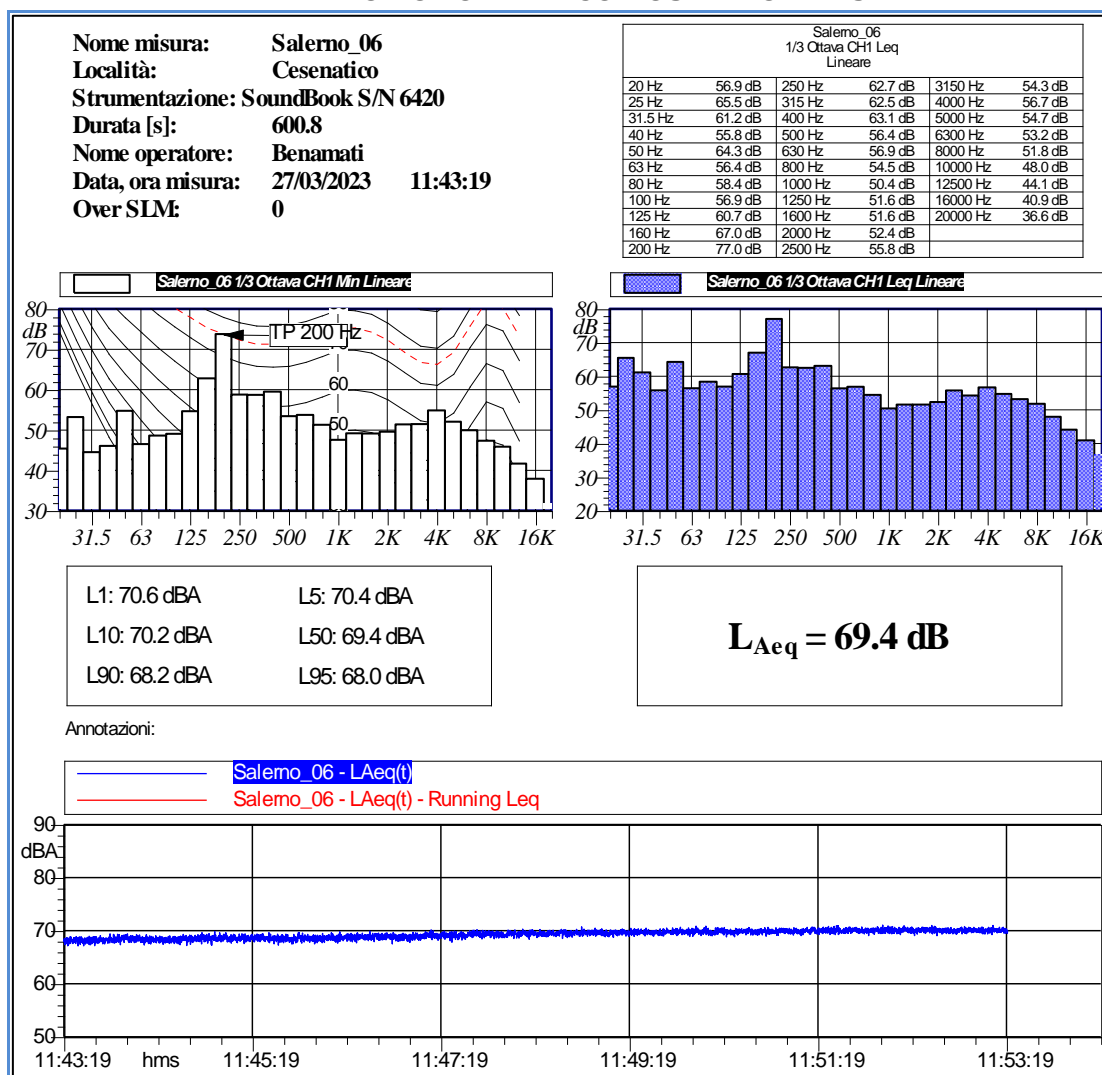 Nome misura: Salerno_06
Località: Cesenatico
Strumentazione: SoundBook S/N 6420
Durata [s]: 600.8
Nome operatore: Benamati
Data, ora misura: 27/03/2023 11:43:19
Over SLM: 0
Salerno_06
1/3 Ottava CH1 Leq
Lineare
20 Hz 56.9 dB 250 Hz 62.7 dB 3150 Hz 54.3 dB
25 Hz 65.5 dB 315 Hz 62.5 dB 4000 Hz 56.7 dB
31.5 Hz 61.2 dB 400 Hz 63.1 dB 5000 Hz 54.7 dB
40 Hz 55.8 dB 500 Hz 56.4 dB 6300 Hz 53.2 dB
50 Hz 64.3 dB 630 Hz 56.9 dB 8000 Hz 51.8 dB
63 Hz 56.4 dB 800 Hz 54.5 dB 10000 Hz 48.0 dB
80 Hz 58.4 dB 1000 Hz 50.4 dB 12500 Hz 44.1 dB
100 Hz 56.9 dB 1250 Hz 51.6 dB 16000 Hz 40.9 dB
125 Hz 60.7 dB 1600 Hz 51.6 dB 20000 Hz 36.6 dB
160 Hz 67.0 dB 2000 Hz 52.4 dB
200 Hz 77.0 dB 2500 Hz 55.8 dB
Salerno_06 1/3 Ottava CH1 Min Lineare
80
dB
70
60
50
40
30
TP 200 Hz
60
50
31.5 63 125 250 500 1K 2K 4K 8K 16K
Salerno_06 1/3 Ottava CH1 Leq Lineare
80
dB
70
60
50
40
30
20
31.5 63 125 250 500 1K 2K 4K 8K 16K
L1: 70.6 dBA L5: 70.4 dBA
L10: 70.2 dBA L50: 69.4 dBA
L90: 68.2 dBA L95: 68.0 dBA
LAeq = 69.4 dB
Annotazioni:
Salerno_06 - LAeq(t)
Salerno_06 - LAeq(t) - Running Leq
90
dBA
80
70
60
50
11:43:19 hms 11:45:19 11:47:19 11:49:19 11:51:19 11:53:19